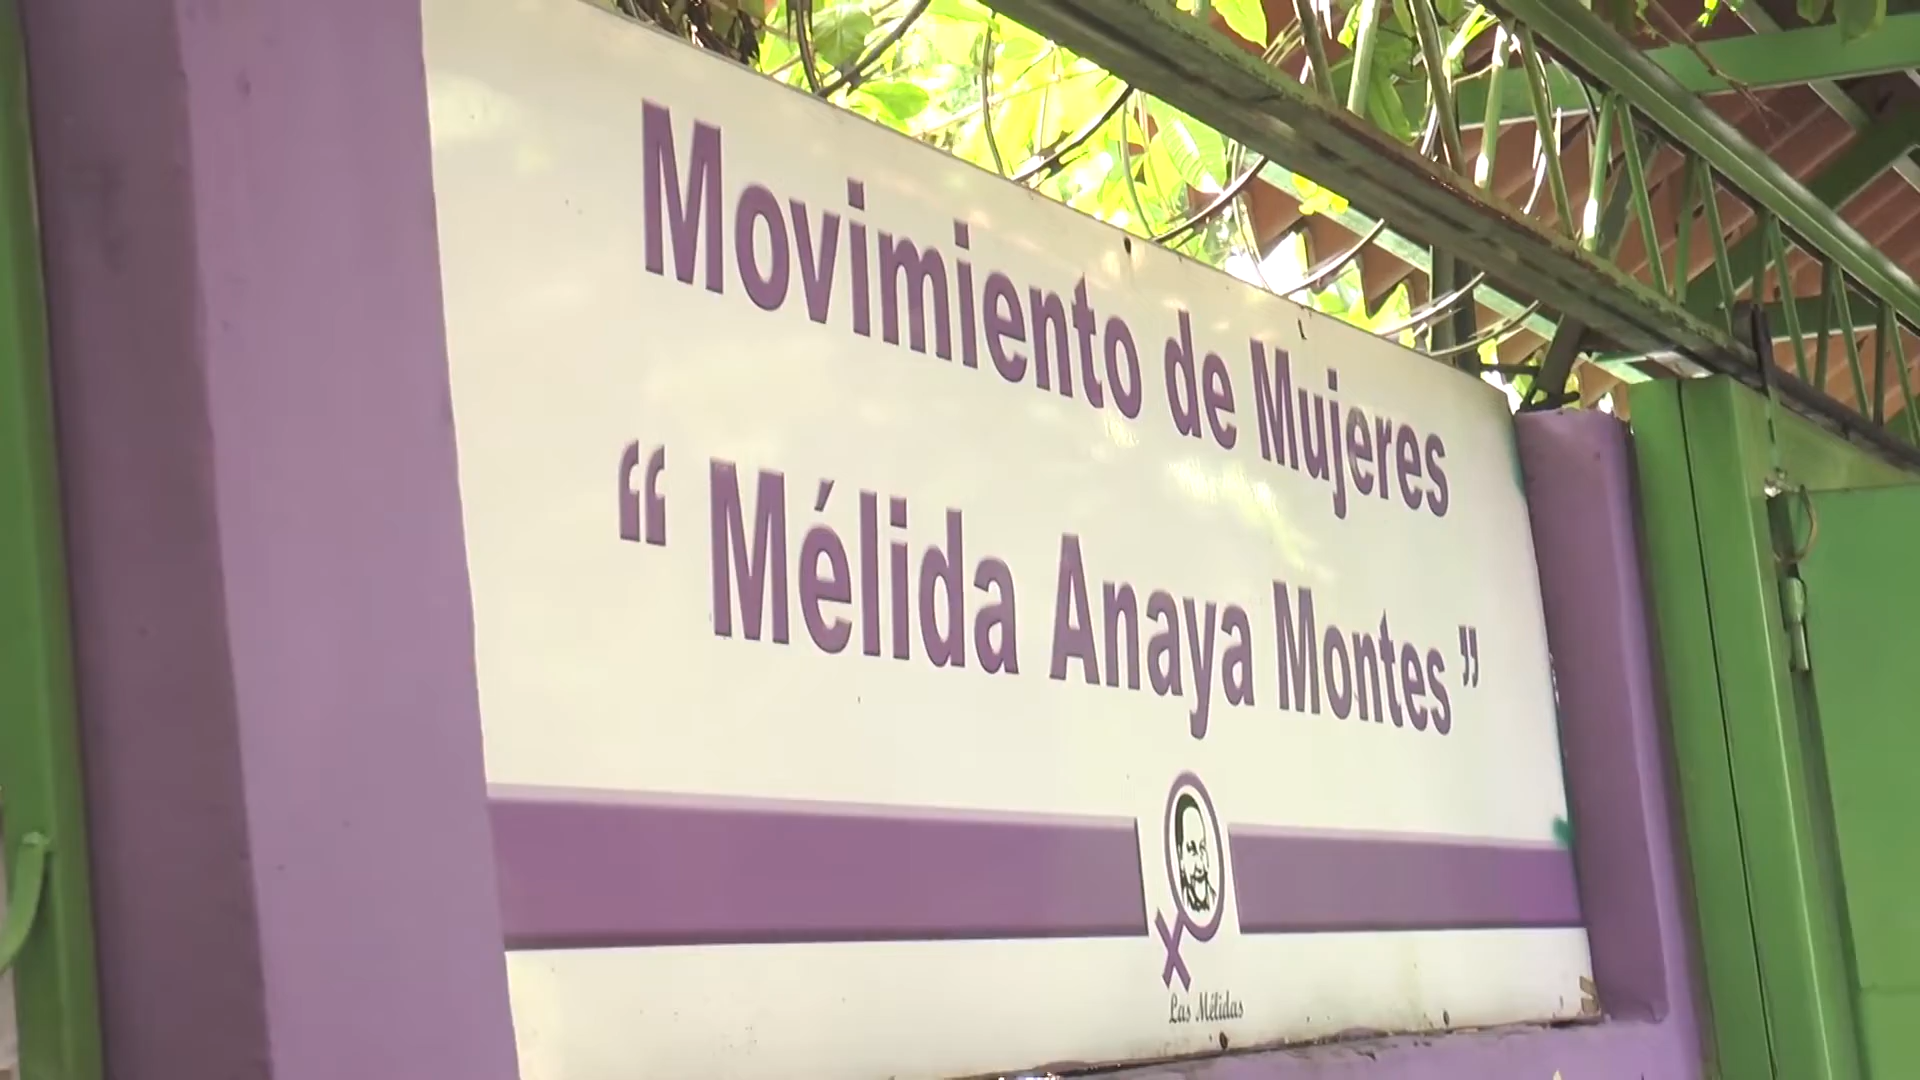 Movimiento de Mujeres
“ Mélida Anaya Montes ”
Las Mélidas